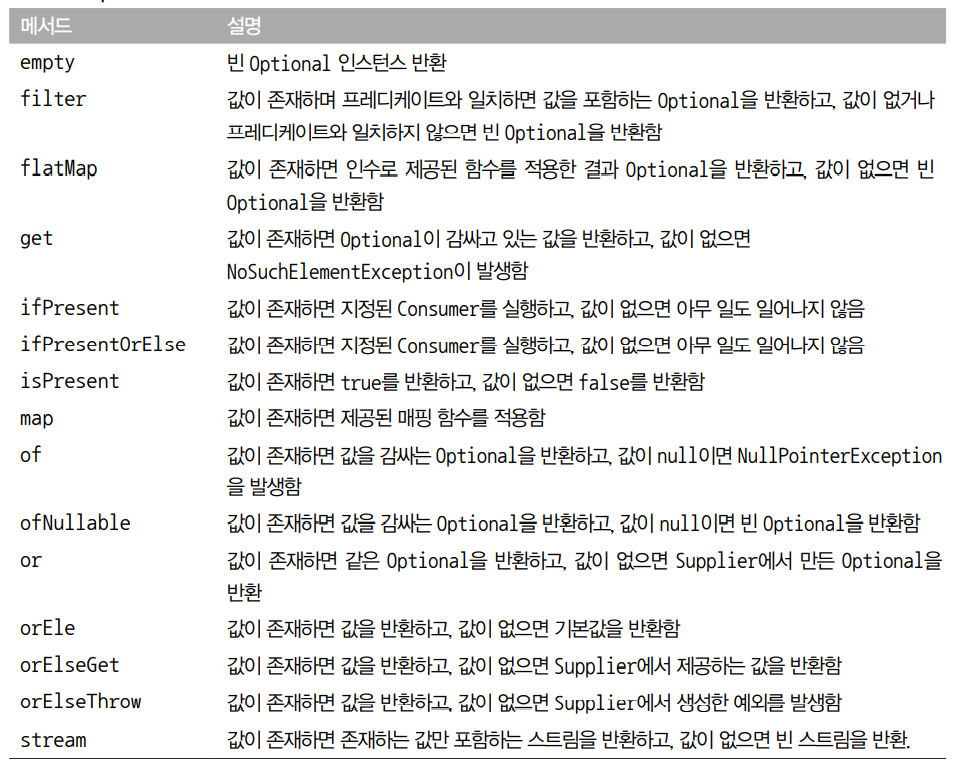 메서드 설명
empty 빈 Optional 인스턴스 반환
filter 값이 존재하며 프레디케이트와 일치하면 값을 포함하는 Optional을 반환하고, 값이 없거나
프레디케이트와 일치하지 않으면 빈 Optional을 반환함
flatMap 값이 존재하면 인수로 제공된 함수를 적용한 결과 Optional을 반환하고, 값이 없으면 빈
Optional을 반환함
get 값이 존재하면 Optional이 감싸고 있는 값을 반환하고, 값이 없으면
NoSuchElementException이 발생함
ifPresent 값이 존재하면 지정된 Consumer를 실행하고, 값이 없으면 아무 일도 일어나지 않음
ifPresentOrElse 값이 존재하면 지정된 Consumer를 실행하고, 값이 없으면 아무 일도 일어나지 않음
isPresent 값이 존재하면 true를 반환하고, 값이 없으면 false를 반환함
map 값이 존재하면 제공된 매핑 함수를 적용함
of 값이 존재하면 값을 감싸는 Optional을 반환하고, 값이 null이면 NullPointerException
을 발생함
ofNullable 값이 존재하면 값을 감싸는 Optional을 반환하고, 값이 null이면 빈 Optional을 반환함
or 값이 존재하면 같은 Optional을 반환하고, 값이 없으면 Supplier에서 만든 Optional을
반환
orEle 값이 존재하면 값을 반환하고, 값이 없으면 기본값을 반환함
orElseGet 값이 존재하면 값을 반환하고, 값이 없으면 Supplier에서 제공하는 값을 반환함
orElseThrow 값이 존재하면 값을 반환하고, 값이 없으면 Supplier에서 생성한 예외를 발생함
stream 값이 존재하면 존재하는 값만 포함하는 스트림을 반환하고, 값이 없으면 빈 스트림을 반환.